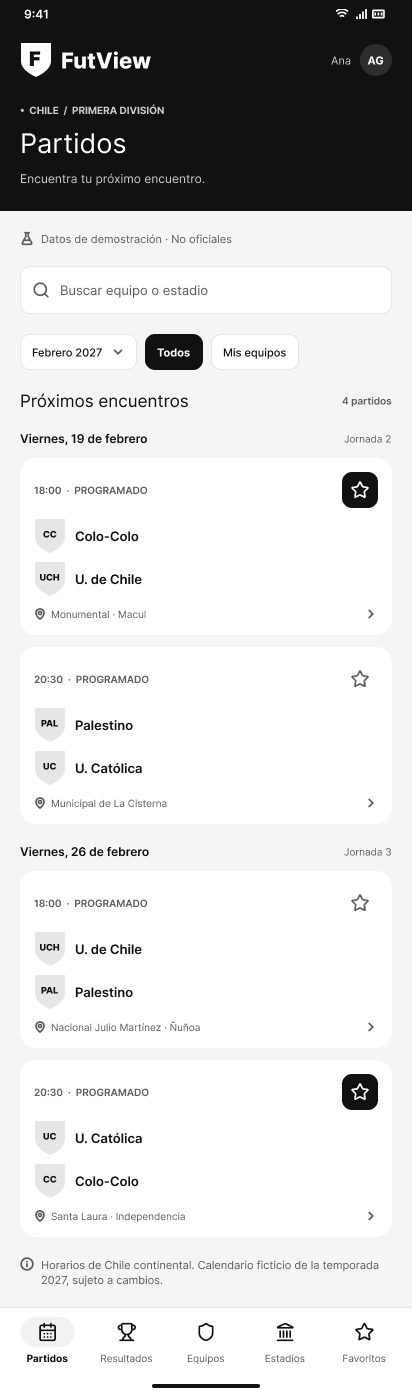 9:41
F FutView
Ana AG
• CHILE / PRIMERA DIVISIÓN
Partidos
Encuentra tu próximo encuentro.
Datos de demostración · No oficiales
Buscar equipo o estadio
Febrero 2027
Todos
Mis equipos
Próximos encuentros
4 partidos
Viernes, 19 de febrero
Jornada 2
18:00 · PROGRAMADO
CC Colo-Colo
UCH U. de Chile
Monumental · Macul
20:30 · PROGRAMADO
PAL Palestino
UC U. Católica
Municipal de La Cisterna
Viernes, 26 de febrero
Jornada 3
18:00 · PROGRAMADO
UCH U. de Chile
PAL Palestino
Nacional Julio Martínez · Ñuñoa
20:30 · PROGRAMADO
UC U. Católica
CC Colo-Colo
Santa Laura · Independencia
Horarios de Chile continental. Calendario ficticio de la temporada
2027, sujeto a cambios.
Partidos
Resultados
Equipos
Estadios
Favoritos